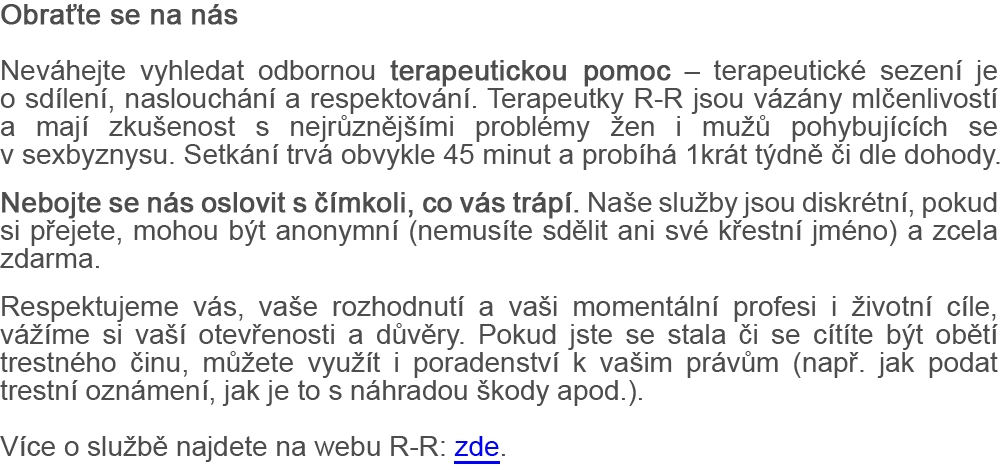 Obraťte se na nás
Neváhejte vyhledat odbornou terapeutickou pomoc – terapeutické sezení je
o sdílení, naslouchání a respektování. Terapeutky R-R jsou vázány mlčenlivostí
a mají zkušenost s nejrůznějšími problémy žen i mužů pohybujících se
v sexbyznysu. Setkání trvá obvykle 45 minut a probíhá 1krát týdně či dle dohody.
Nebojte se nás oslovit s čímkoli, co vás trápí. Naše služby jsou diskrétní, pokud
si přejete, mohou být anonymní (nemusíte sdělit ani své křestní jméno) a zcela
zdarma.
Respektujeme vás, vaše rozhodnutí a vaši momentální profesi i životní cíle,
vážíme si vaší otevřenosti a důvěry. Pokud jste se stala či se cítíte být obětí
trestného činu, můžete využít i poradenství k vašim právům (např. jak podat
trestní oznámení, jak je to s náhradou škody apod.).
Více o službě najdete na webu R-R: zde.